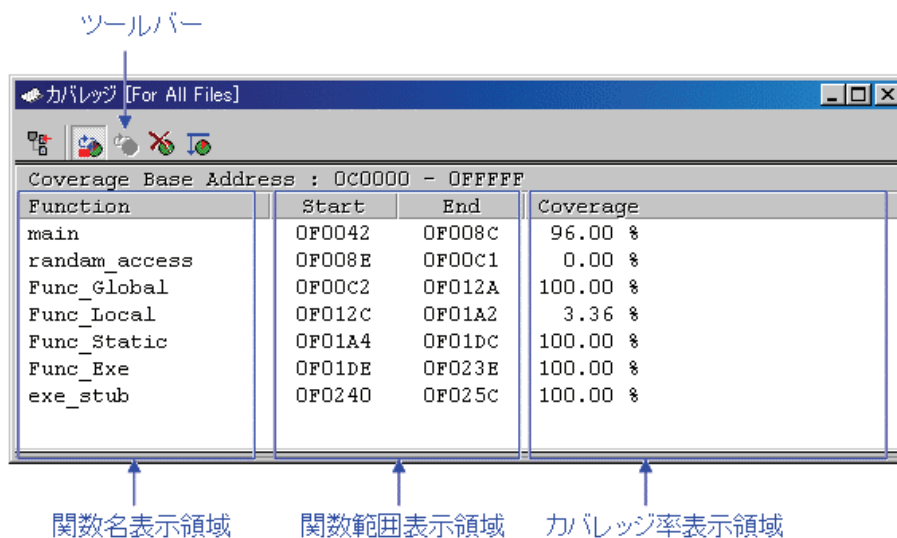 ツールバー
カバレッジ [For All Files]
Coverage Base Address : 0C0000 - 0FFFFF
Function Start End Coverage
main 0F0042 0F008C 96.00 %
randam_access 0F008E 0F00C1 0.00 %
Func_Global 0F00C2 0F012A 100.00 %
Func_Local 0F012C 0F01A2 3.36 %
Func_Static 0F01A4 0F01DC 100.00 %
Func_Exe 0F01DE 0F023E 100.00 %
exe_stub 0F0240 0F025C 100.00 %
関数名表示領域 関数範囲表示領域 カバレッジ率表示領域